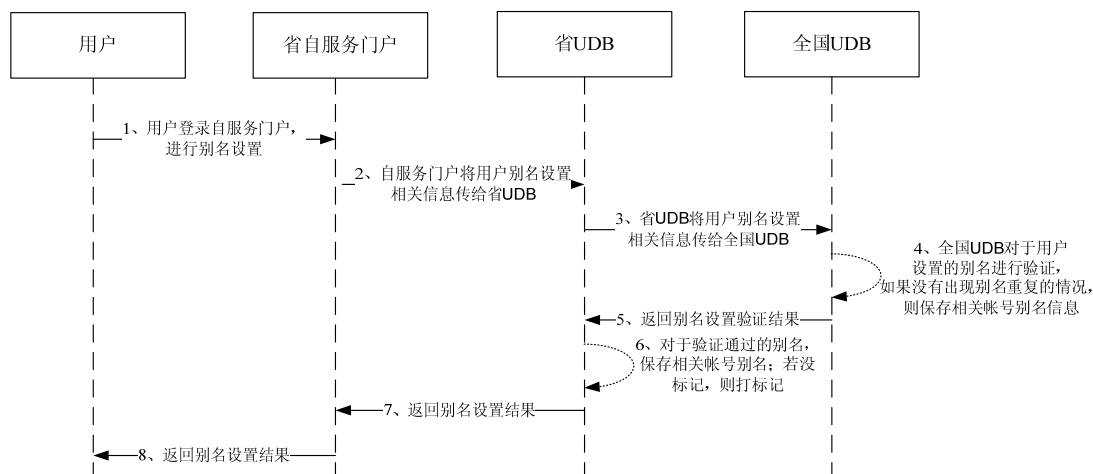 用户
省自服务门户
省UDB
全国UDB
1、用户登录自服务门户,
进行别名设置
2、自服务门户将用户别名设置
相关信息传给省UDB
3、省UDB将用户别名设置
相关信息传给全国UDB
4、全国UDB对于用户
设置的别名进行验证,
如果没有出现别名重复的情况,
则保存相关帐号别名信息
5、返回别名设置验证结果
6、对于验证通过的别名,
保存相关帐号别名；若没
标记，则打标记
7、返回别名设置结果
8、返回别名设置结果